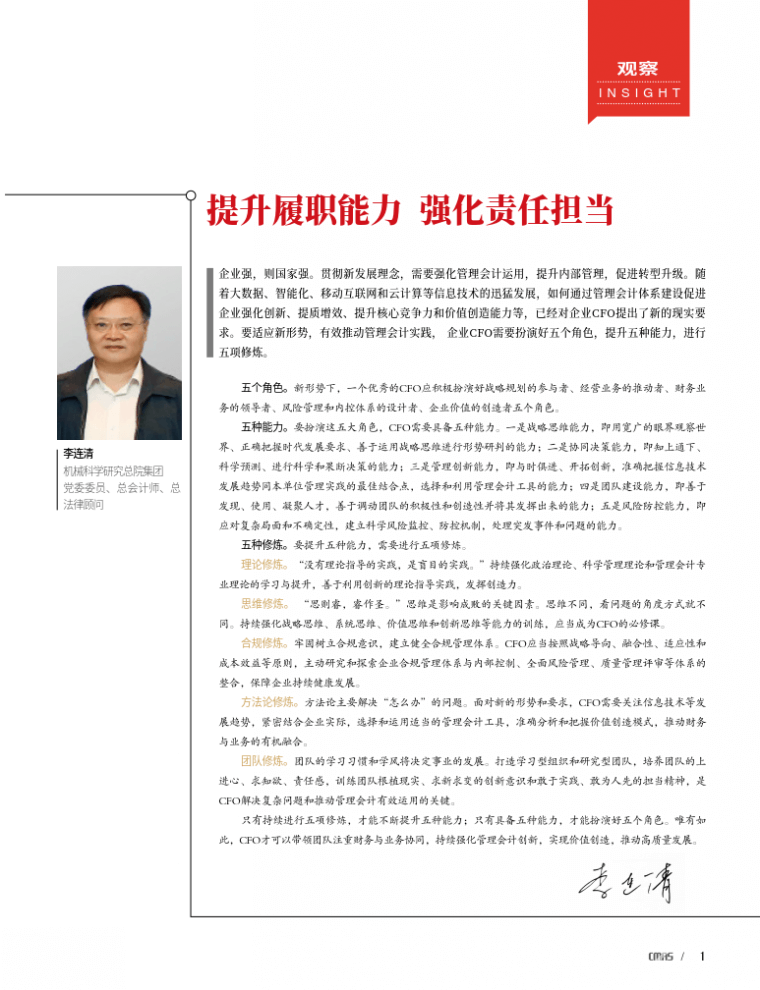 观察
INSIGHT
提升履职能力 强化责任担当
企业强，则国家强。贯彻新发展理念，需要强化管理会计运用，提升内部管理，促进转型升级。随
着大数据、智能化、移动互联网和云计算等信息技术的迅猛发展，如何通过管理会计体系建设促进
企业强化创新、提质增效、提升核心竞争力和价值创造能力等，已经对企业CFO提出了新的现实要
求。要适应新形势，有效推动管理会计实践， 企业CFO需要扮演好五个角色，提升五种能力，进行
五项修炼。
李连清
机械科学研究总院集团
党委委员、总会计师、总
法律顾问
五个角色。新形势下，一个优秀的CFO应积极扮演好战略规划的参与者、经营业务的推动者、财务业
务的领导者、风险管理和内控体系的设计者、企业价值的创造者五个角色。
五种能力。要扮演这五大角色，CFO需要具备五种能力。一是战略思维能力，即用宽广的眼界观察世
界、正确把握时代发展要求、善于运用战略思维进行形势研判的能力；二是协同决策能力，即知上通下、
科学预测、进行科学和果断决策的能力；三是管理创新能力，即与时俱进、开拓创新，准确把握信息技术
发展趋势同本单位管理实践的最佳结合点，选择和利用管理会计工具的能力；四是团队建设能力，即善于
发现、使用、凝聚人才，善于调动团队的积极性和创造性并将其发挥出来的能力；五是风险防控能力，即
应对复杂局面和不确定性，建立科学风险监控、防控机制，处理突发事件和问题的能力。
五种修炼。要提升五种能力，需要进行五项修炼。
理论修炼。“没有理论指导的实践，是盲目的实践。”持续强化政治理论、科学管理理论和管理会计专
业理论的学习与提升，善于利用创新的理论指导实践，发挥创造力。
思维修炼。 “思则睿，睿作圣。”思维是影响成败的关键因素。思维不同，看问题的角度方式就不
同。持续强化战略思维、系统思维、价值思维和创新思维等能力的训练，应当成为CFO的必修课。
合规修炼。牢固树立合规意识，建立健全合规管理体系。CFO应当按照战略导向、融合性、适应性和
成本效益等原则，主动研究和探索企业合规管理体系与内部控制、全面风险管理、质量管理评审等体系的
整合，保障企业持续健康发展。
方法论修炼。方法论主要解决“怎么办”的问题。面对新的形势和要求，CFO需要关注信息技术等发
展趋势，紧密结合企业实际，选择和运用适当的管理会计工具，准确分析和把握价值创造模式，推动财务
与业务的有机融合。
团队修炼。团队的学习习惯和学风将决定事业的发展。打造学习型组织和研究型团队，培养团队的上
进心、求知欲、责任感，训练团队根植现实、求新求变的创新意识和敢于实践、敢为人先的担当精神，是
CFO解决复杂问题和推动管理会计有效运用的关键。
只有持续进行五项修炼，才能不断提升五种能力；只有具备五种能力，才能扮演好五个角色。唯有如
此，CFO才可以带领团队注重财务与业务协同，持续强化管理会计创新，实现价值创造，推动高质量发展。
李连清
CMAS / 1